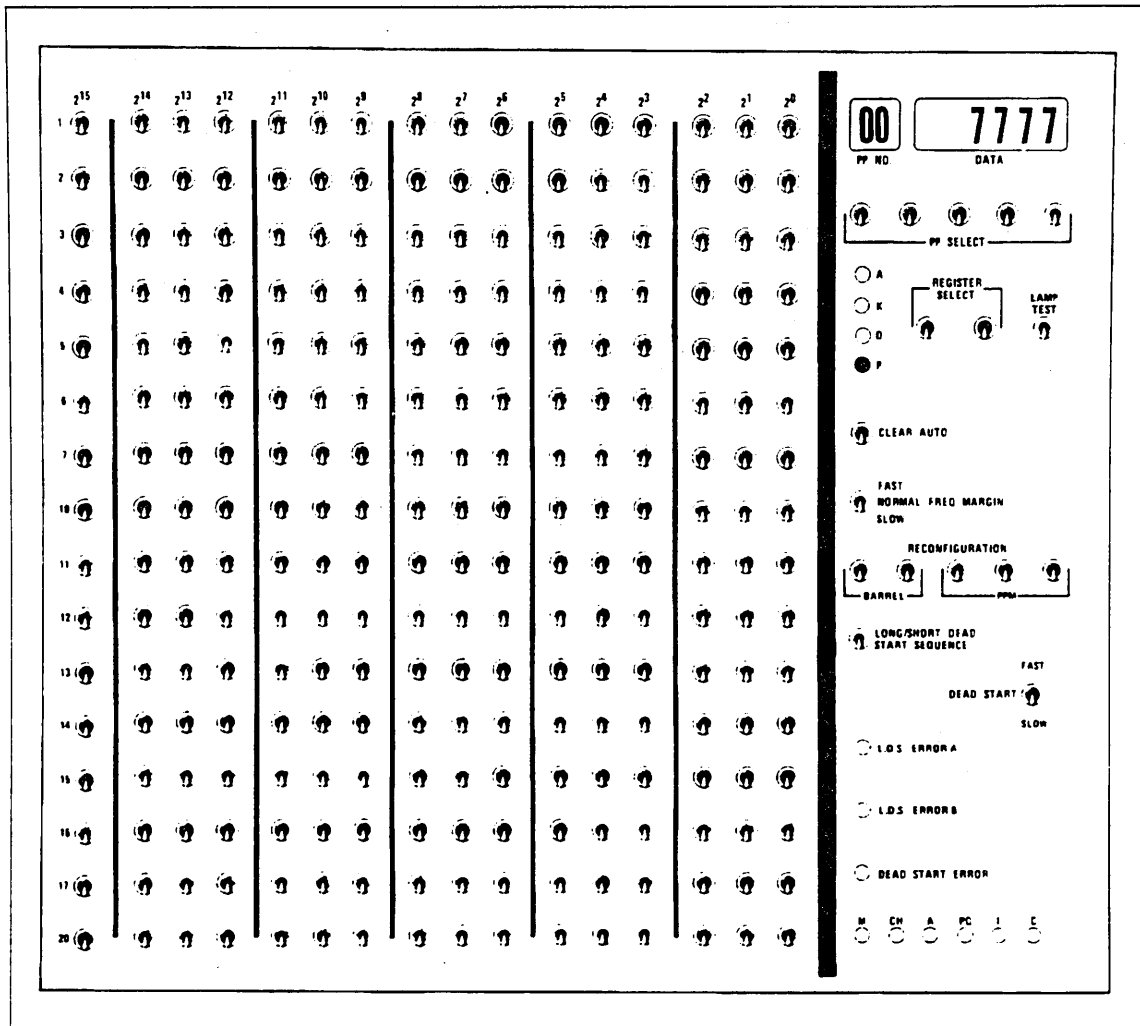 2¹⁵ 2¹⁴ 2¹³ 2¹² 2¹¹ 2¹⁰ 2⁹ 2⁸ 2⁷ 2⁶ 2⁵ 2⁴ 2³ 2² 2¹ 2⁰
1
2
3
4
5
6
7
10
11
12
13
14
15
16
17
20
00 7777
PP NO. DATA
PP SELECT
A
K
Q
P
REGISTER
SELECT
LAMP
TEST
CLEAR AUTO
FAST
NORMAL FREQ MARGIN
SLOW
RECONFIGURATION
BARREL PPM
LONG/SHORT DEAD
START SEQUENCE
FAST
DEAD START
SLOW
L.D.S ERROR A
L.D.S ERROR B
DEAD START ERROR
M CH A PC I C